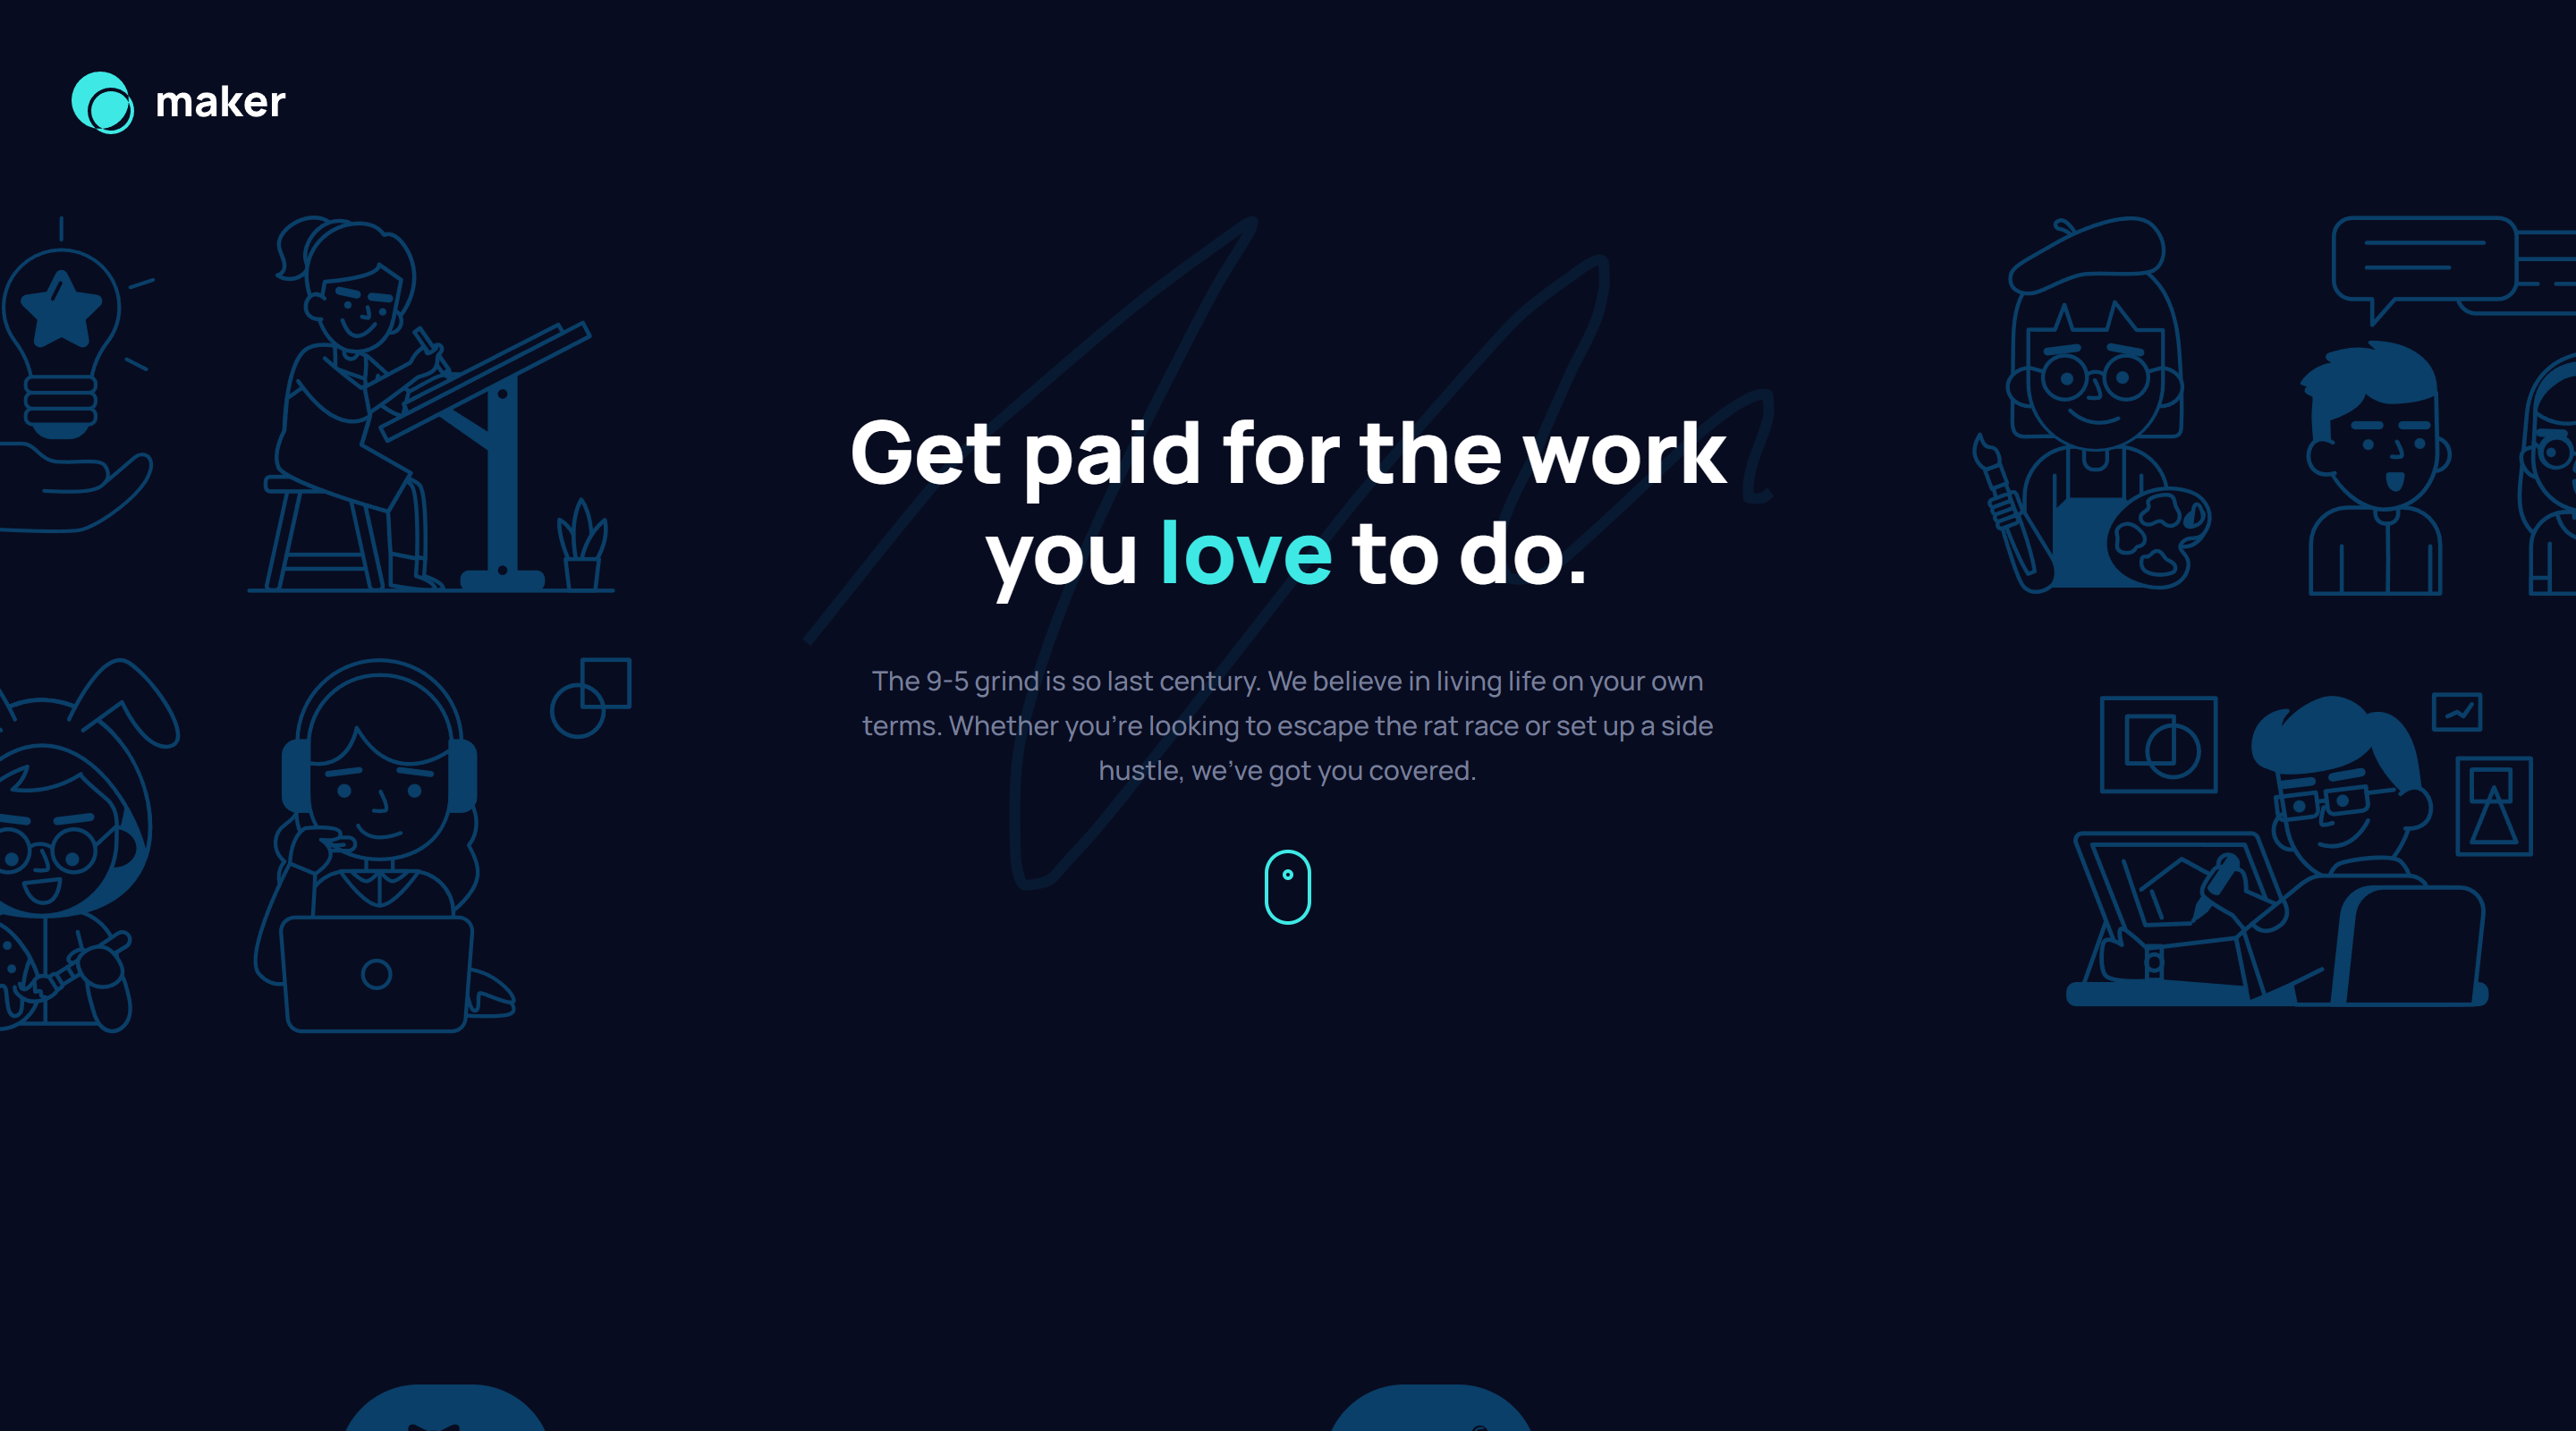 maker
Get paid for the work
you love to do.
The 9-5 grind is so last century. We believe in living life on your own
terms. Whether you’re looking to escape the rat race or set up a side
hustle, we’ve got you covered.